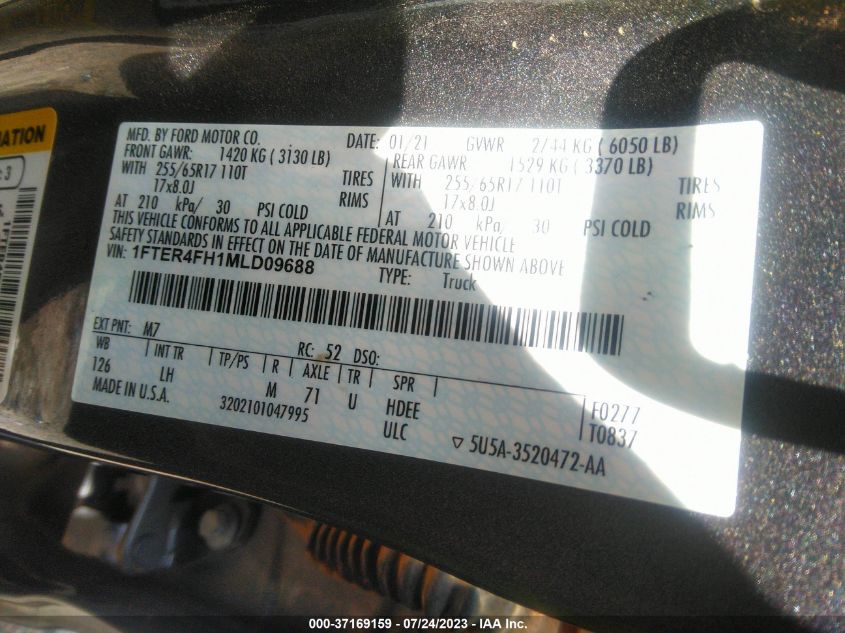 MATION
MFD. BY FORD MOTOR CO. DATE: 01/21 GVWR 2744 KG ( 6050 LB)
FRONT GAWR: 1420 KG ( 3130 LB) REAR GAWR 1529 KG ( 3370 LB)
WITH 255/65R17 110T TIRES WITH 255/65R17 110T TIRES
17x8.0J RIMS 17x8.0J RIMS
AT 210 kPa/ 30 PSI COLD AT 210 kPa/ 30 PSI COLD
THIS VEHICLE CONFORMS TO ALL APPLICABLE FEDERAL MOTOR VEHICLE
SAFETY STANDARDS IN EFFECT ON THE DATE OF MANUFACTURE SHOWN ABOVE
VIN: 1FTER4FH1MLD09688 TYPE: Truck
EXT PNT: M7 RC: 52 DSO:
WB INT TR TP/PS R AXLE TR SPR
126 LH M 71 U HDEE F0277
MADE IN U.S.A. 3202101047995 ULC T0837
5U5A-3520472-AA
000-37169159 / 07/24/2023 - IAA Inc.